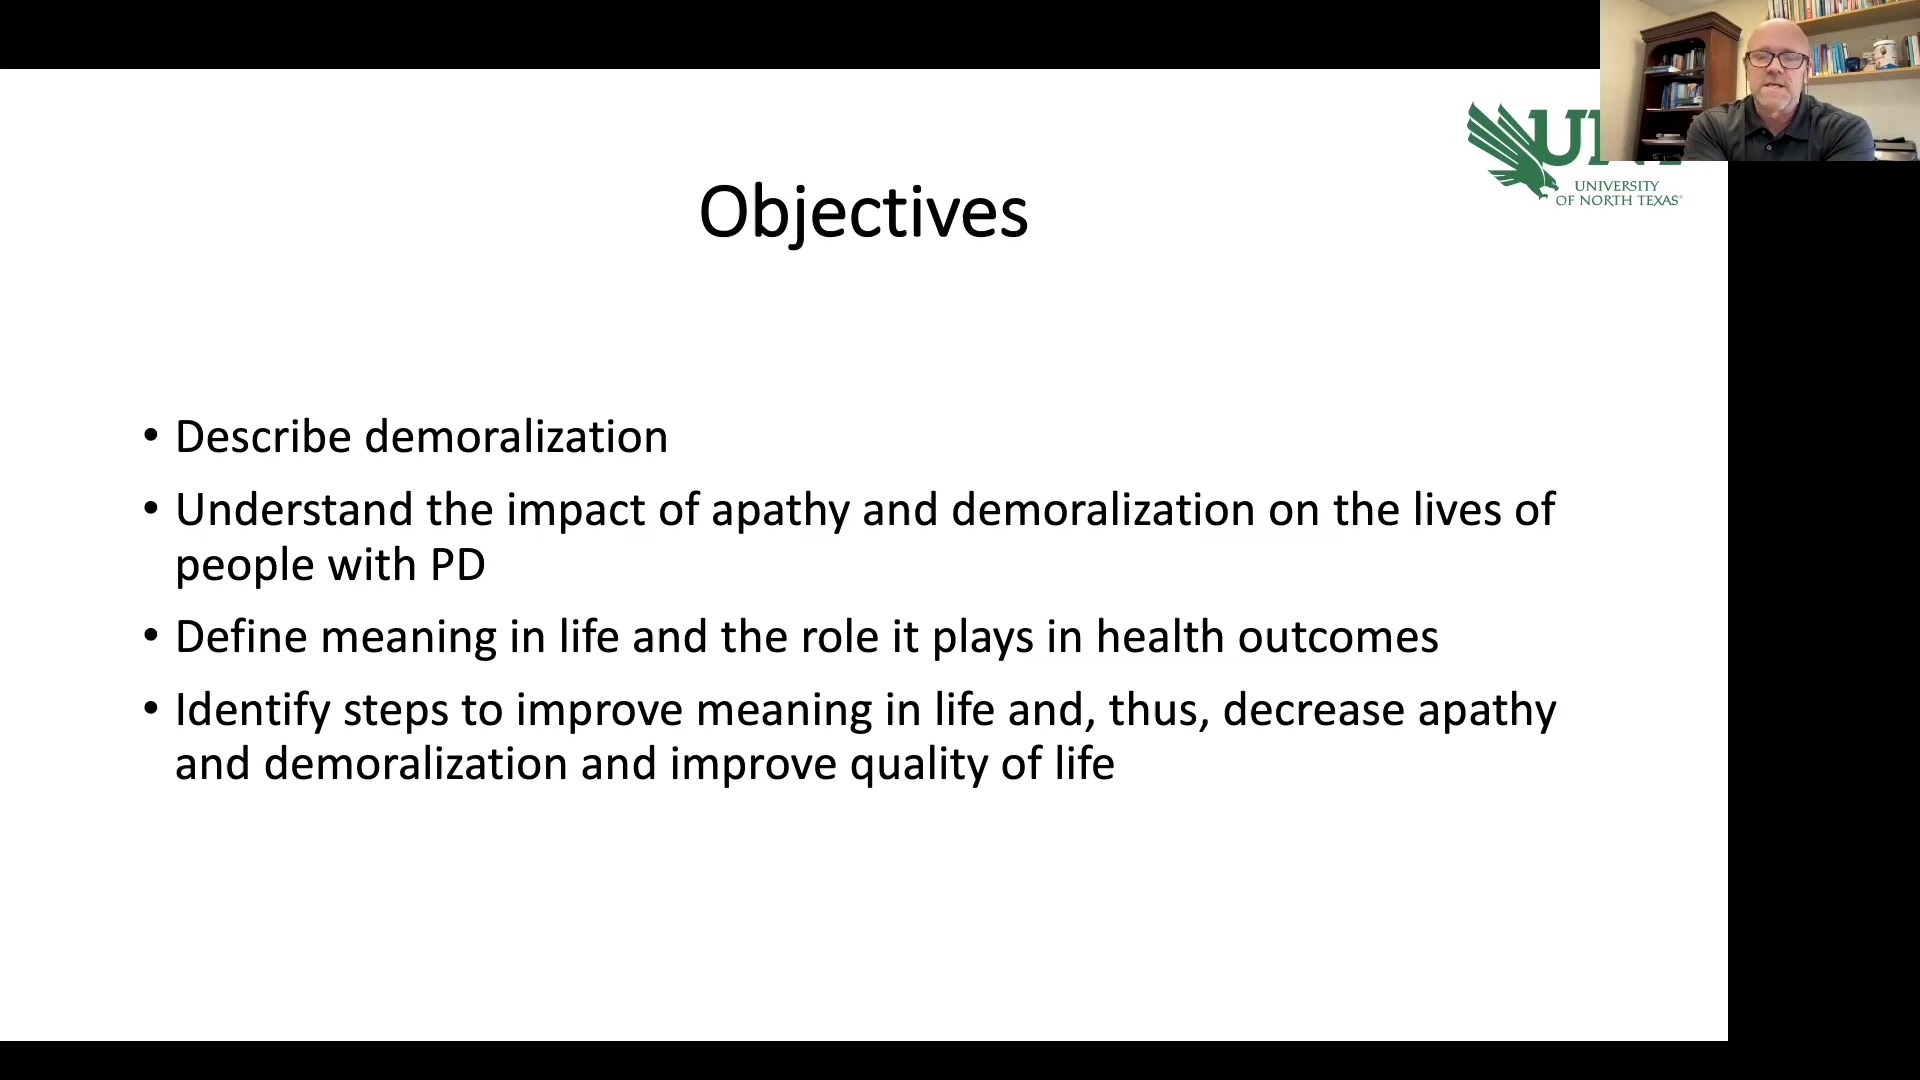 UNIVERSITY
OF NORTH TEXAS
Objectives
• Describe demoralization
• Understand the impact of apathy and demoralization on the lives of
people with PD
• Define meaning in life and the role it plays in health outcomes
• Identify steps to improve meaning in life and, thus, decrease apathy
and demoralization and improve quality of life